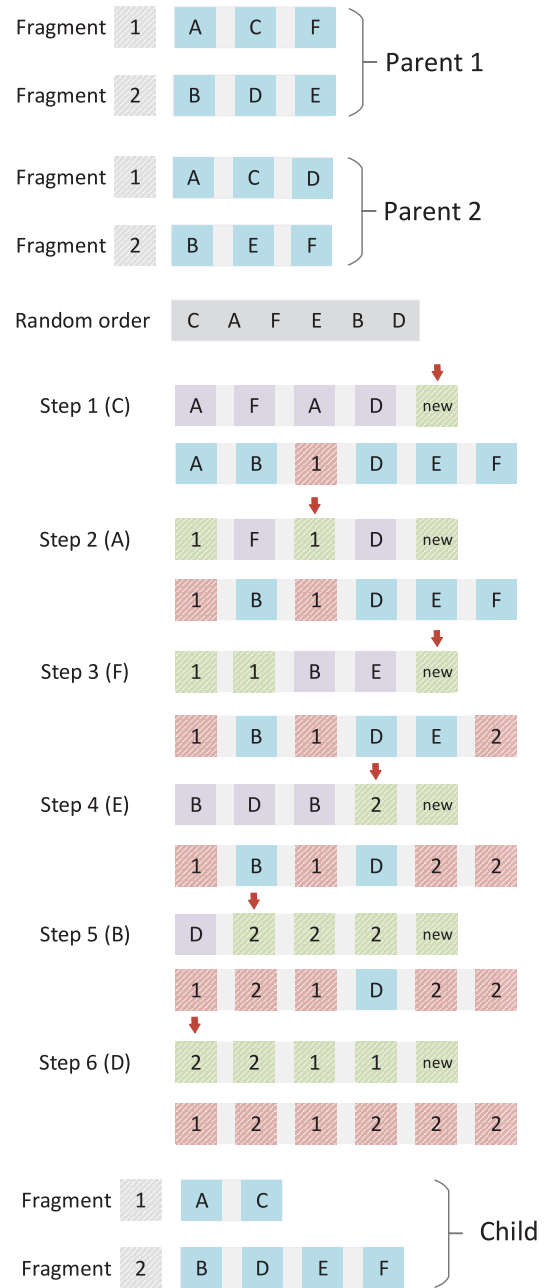 Fragment 1 A C F
Parent 1
Fragment 2 B D E
Fragment 1 A C D
Parent 2
Fragment 2 B E F
Random order C A F E B D
Step 1 (C) A F A D new
A B 1 D E F
Step 2 (A) 1 F 1 D new
1 B 1 D E F
Step 3 (F) 1 1 B E new
1 B 1 D E 2
Step 4 (E) B D B 2 new
1 B 1 D 2 2
Step 5 (B) D 2 2 2 new
1 2 1 D 2 2
Step 6 (D) 2 2 1 1 new
1 2 1 2 2 2
Fragment 1 A C
Child
Fragment 2 B D E F